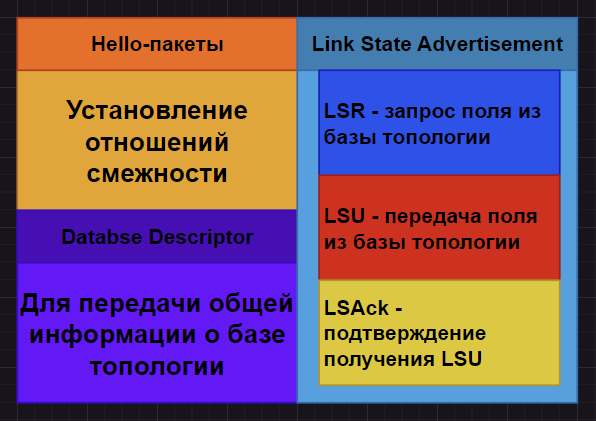 Hello-пакеты
Установление
отношений
смежности
Databse Descriptor
Для передачи общей
информации о базе
топологии
Link State Advertisement
LSR - запрос поля из
базы топологии
LSU - передача поля
из базы топологии
LSAck -
подтверждение
получения LSU